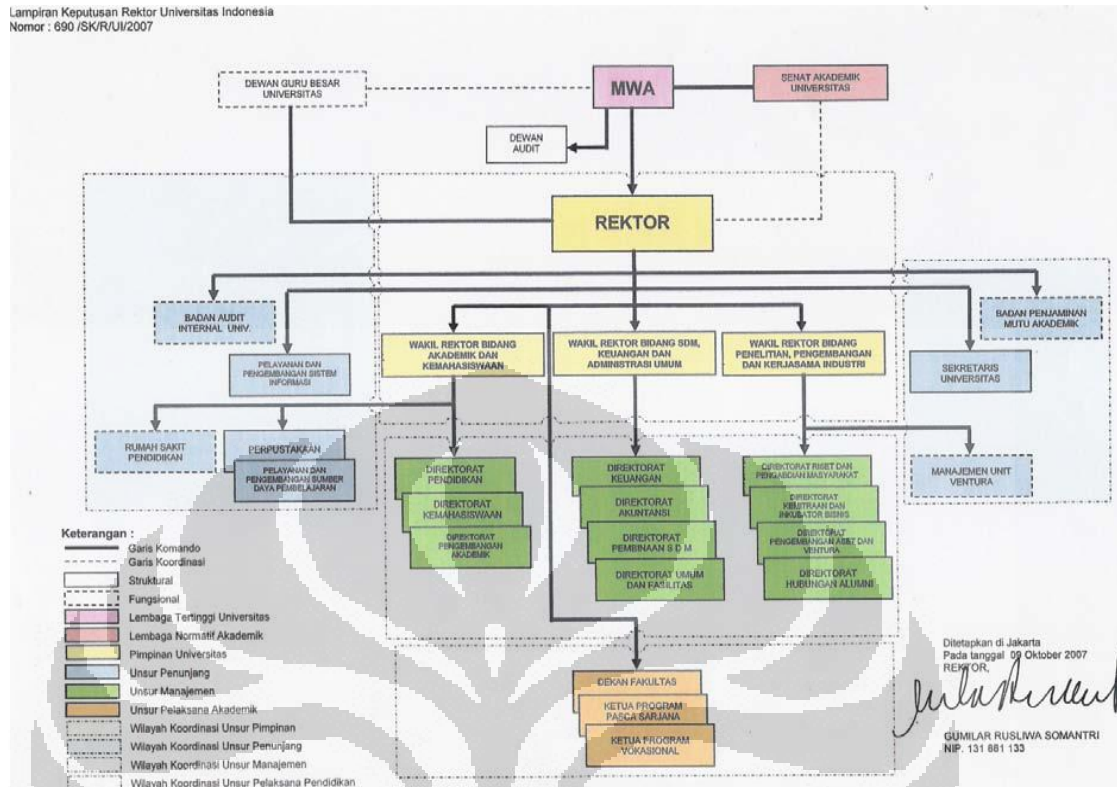 Lampiran Keputusan Rektor Universitas Indonesia
Nomor : 690 /SK/R/UI/2007
DEWAN GURU BESAR
UNIVERSITAS
MWA
SENAT AKADEMIK
UNIVERSITAS
DEWAN
AUDIT
REKTOR
BADAN AUDIT
INTERNAL UNIV.
BADAN PENJAMINAN
MUTU AKADEMIK
PELAYANAN DAN
PENGEMBANGAN SISTEM
INFORMASI
WAKIL REKTOR BIDANG
AKADEMIK DAN
KEMAHASISWAAN
WAKIL REKTOR BIDANG SDM,
KEUANGAN DAN
ADMINISTRASI UMUM
WAKIL REKTOR BIDANG
PENELITIAN, PENGEMBANGAN
DAN KERJASAMA INDUSTRI
SEKRETARIS
UNIVERSITAS
RUMAH SAKIT
PENDIDIKAN
PERPUSTAKAAN
PELAYANAN DAN
PENGEMBANGAN SUMBER
DAYA PEMBELAJARAN
DIREKTORAT
PENDIDIKAN
DIREKTORAT
KEMAHASISWAAN
DIREKTORAT
PENGEMBANGAN
AKADEMIK
DIREKTORAT
KEUANGAN
DIREKTORAT
AKUNTANSI
DIREKTORAT
PEMBINAAN S D M
DIREKTORAT UMUM
DAN FASILITAS
DIREKTORAT RISET DAN
PENGABDIAN MASYARAKAT
DIREKTORAT
KEMITRAAN DAN
INKUBATOR BISNIS
DIREKTORAT
PENGEMBANGAN ASET DAN
VENTURA
DIREKTORAT
HUBUNGAN ALUMNI
MANAJEMEN UNIT
VENTURA
DEKAN FAKULTAS
KETUA PROGRAM
PASCA SARJANA
KETUA PROGRAM
VOKASIONAL
Keterangan :
Garis Komando
Garis Koordinasi
Struktural
Fungsional
Lembaga Tertinggi Universitas
Lembaga Normatif Akademik
Pimpinan Universitas
Unsur Penunjang
Unsur Manajemen
Unsur Pelaksana Akademik
Wilayah Koordinasi Unsur Pimpinan
Wilayah Koordinasi Unsur Penunjang
Wilayah Koordinasi Unsur Manajemen
Wilayah Koordinasi Unsur Pelaksana Pendidikan
Ditetapkan di Jakarta
Pada tanggal 09 Oktober 2007
REKTOR,
GUMILAR RUSLIWA SOMANTRI
NIP. 131 881 133